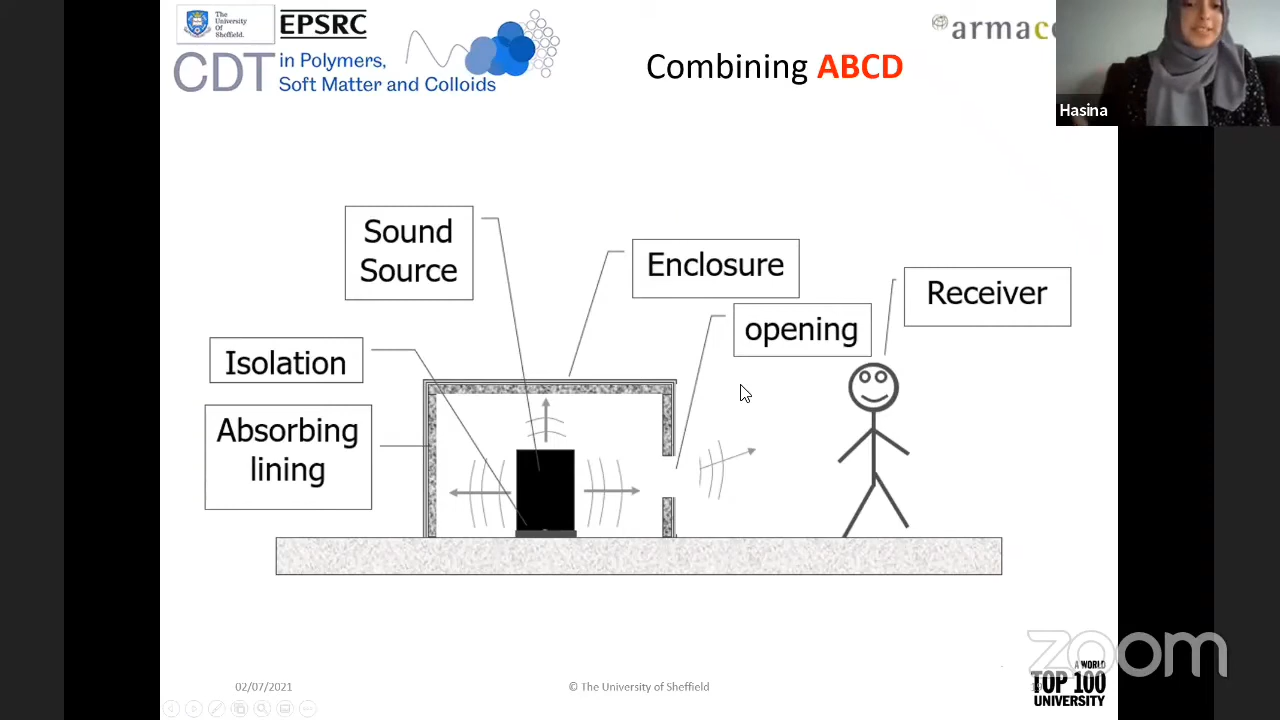 The
University
Of
Sheffield.
EPSRC
CDT
in Polymers,
Soft Matter and Colloids
Combining ABCD
armac
Hasina
Sound
Source
Enclosure
Receiver
opening
Isolation
Absorbing
lining
zoom
02/07/2021
© The University of Sheffield
A WORLD
TOP 100
UNIVERSITY